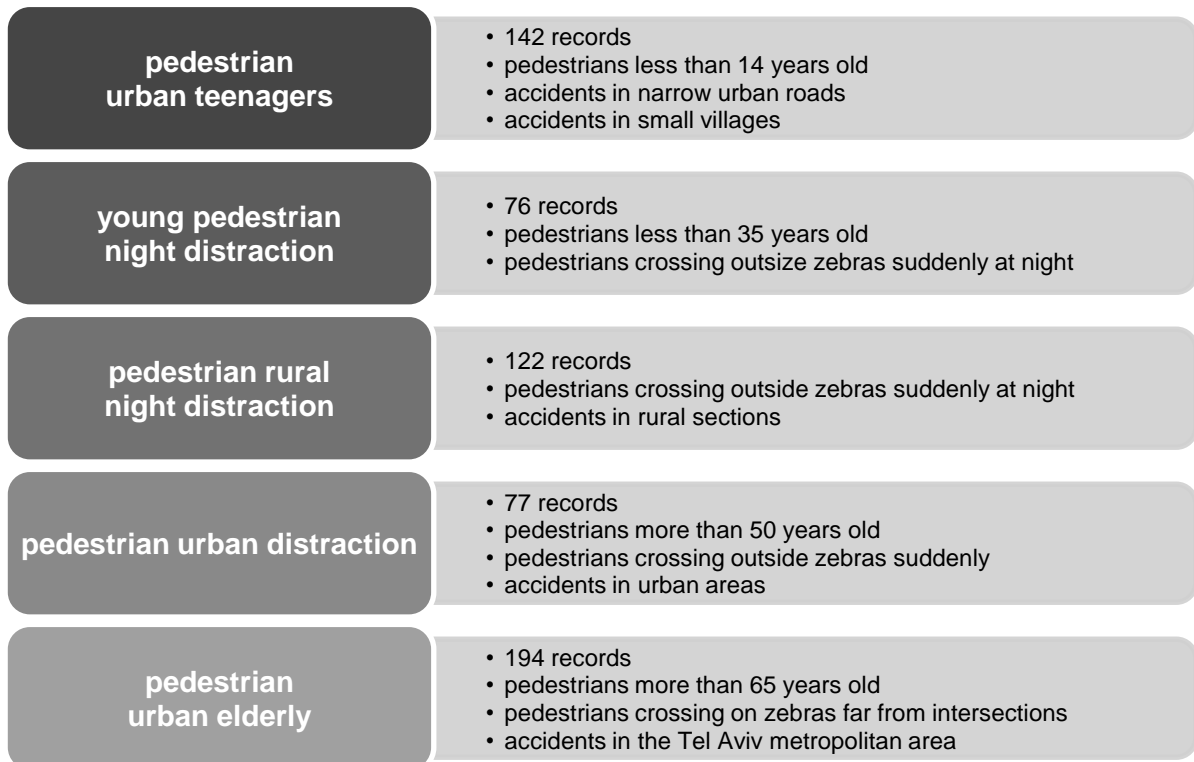 pedestrian
urban teenagers
• 142 records
• pedestrians less than 14 years old
• accidents in narrow urban roads
• accidents in small villages
young pedestrian
night distraction
• 76 records
• pedestrians less than 35 years old
• pedestrians crossing outsize zebras suddenly at night
pedestrian rural
night distraction
• 122 records
• pedestrians crossing outside zebras suddenly at night
• accidents in rural sections
pedestrian urban distraction
• 77 records
• pedestrians more than 50 years old
• pedestrians crossing outside zebras suddenly
• accidents in urban areas
pedestrian
urban elderly
• 194 records
• pedestrians more than 65 years old
• pedestrians crossing on zebras far from intersections
• accidents in the Tel Aviv metropolitan area